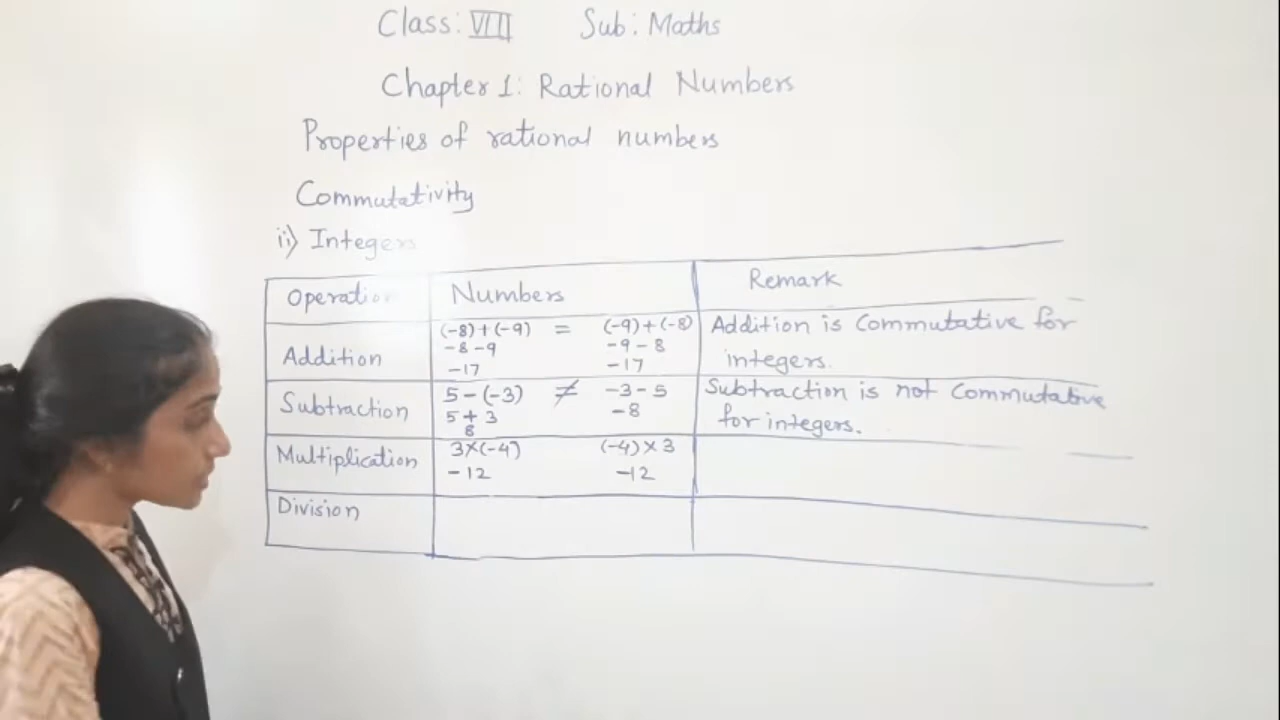 Class: VIII Sub: Maths
Chapter 1: Rational Numbers
Properties of rational numbers
Commutativity
ii) Integers
Operation Numbers Remark
Addition (-8)+(-9) = (-9)+(-8) Addition is Commutative for
-8-9 -9-8 integers.
-17 -17
Subtraction 5-(-3) ≠ -3-5 Subtraction is not Commutative
5+3 -8 for integers.
8
Multiplication 3×(-4) (-4)×3
-12 -12
Division